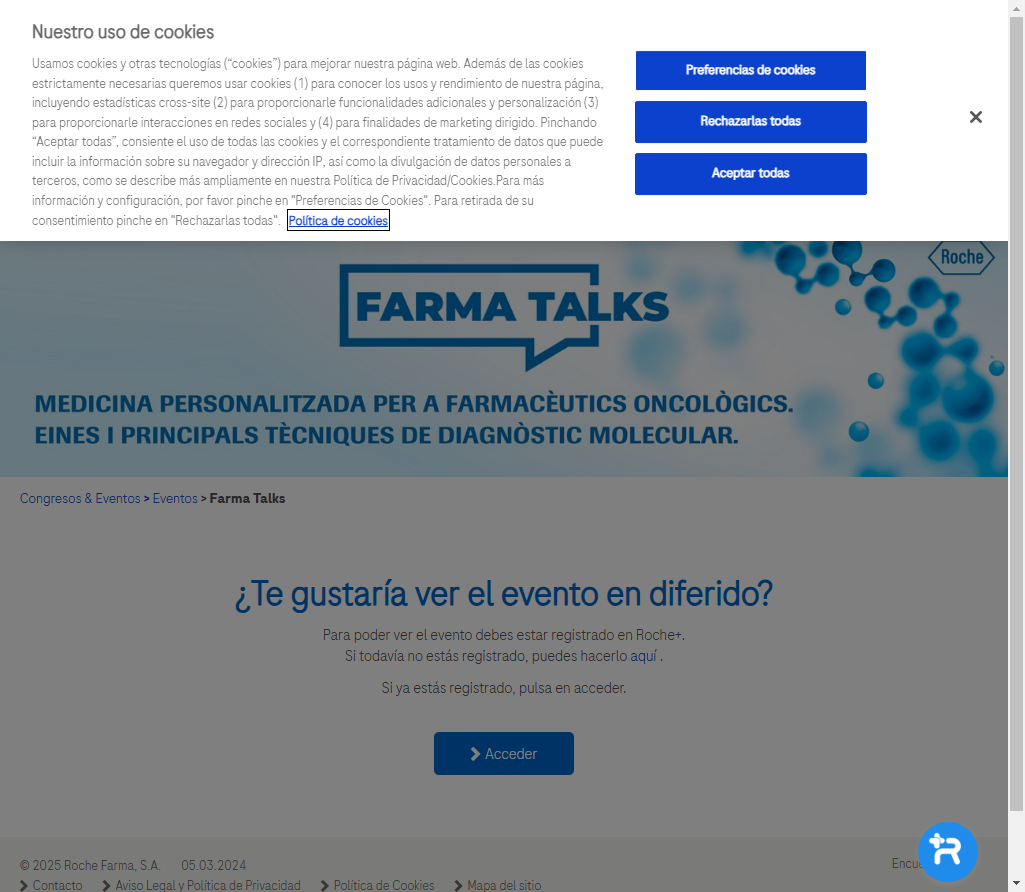 Nuestro uso de cookies
Usamos cookies y otras tecnologías (“cookies”) para mejorar nuestra página web. Además de las cookies
estrictamente necesarias queremos usar cookies (1) para conocer los usos y rendimiento de nuestra página,
incluyendo estadísticas cross-site (2) para proporcionarle funcionalidades adicionales y personalización (3)
para proporcionarle interacciones en redes sociales y (4) para finalidades de marketing dirigido. Pinchando
“Aceptar todas”, consiente el uso de todas las cookies y el correspondiente tratamiento de datos que puede
incluir la información sobre su navegador y dirección IP, así como la divulgación de datos personales a
terceros, como se describe más ampliamente en nuestra Política de Privacidad/Cookies.Para más
información y configuración, por favor pinche en "Preferencias de Cookies". Para retirada de su
consentimiento pinche en "Rechazarlas todas". Política de cookies
Preferencias de cookies
Rechazarlas todas
Aceptar todas
Roche
FARMA TALKS
MEDICINA PERSONALITZADA PER A FARMACÈUTICS ONCOLÒGICS.
EINES I PRINCIPALS TÈCNIQUES DE DIAGNÒSTIC MOLECULAR.
Congresos & Eventos > Eventos > Farma Talks
¿Te gustaría ver el evento en diferido?
Para poder ver el evento debes estar registrado en Roche+.
Si todavía no estás registrado, puedes hacerlo aquí .
Si ya estás registrado, pulsa en acceder.
Acceder
© 2025 Roche Farma, S.A. 05.03.2024
Contacto Aviso Legal y Política de Privacidad Política de Cookies Mapa del sitio